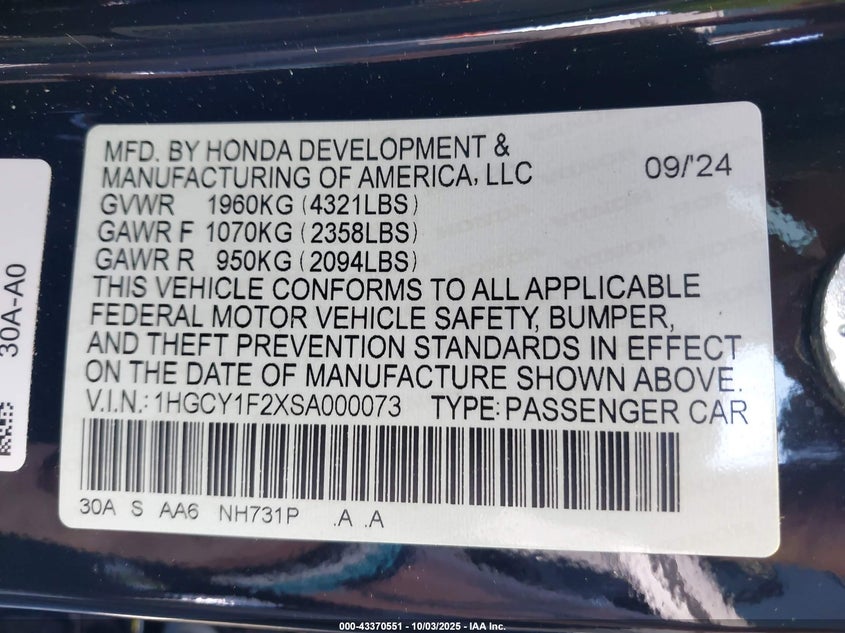 MFD. BY HONDA DEVELOPMENT &
MANUFACTURING OF AMERICA, LLC 09/'24
GVWR 1960KG (4321LBS)
GAWR F 1070KG (2358LBS)
GAWR R 950KG (2094LBS)
THIS VEHICLE CONFORMS TO ALL APPLICABLE
FEDERAL MOTOR VEHICLE SAFETY, BUMPER,
AND THEFT PREVENTION STANDARDS IN EFFECT
ON THE DATE OF MANUFACTURE SHOWN ABOVE.
V.I.N.: 1HGCY1F2XSA000073 TYPE: PASSENGER CAR
30A S AA6 NH731P .A .A
30A-A0
000-43370551 - 10/03/2025 - IAA Inc.